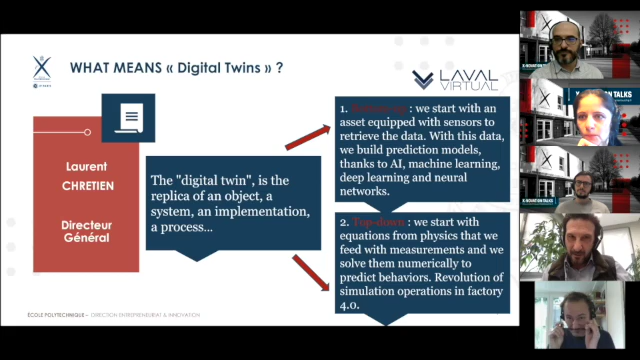 WHAT MEANS « Digital Twins » ?
LAVAL
VIRTUAL
Laurent
CHRETIEN
Directeur
Général
The "digital twin", is the
replica of an object, a
system, an implementation,
a process...
1. Bottom-up : we start with an
asset equipped with sensors to
retrieve the data. With this data,
we build prediction models,
thanks to AI, machine learning,
deep learning and neural
networks.
2. Top-down : we start with
equations from physics that we
feed with measurements and we
solve them numerically to
predict behaviors. Revolution of
simulation operations in factory
4.0.
ÉCOLE POLYTECHNIQUE – DIRECTION ENTREPRENEURIAT & INNOVATION
TALKS
X-NOVATION TALKS